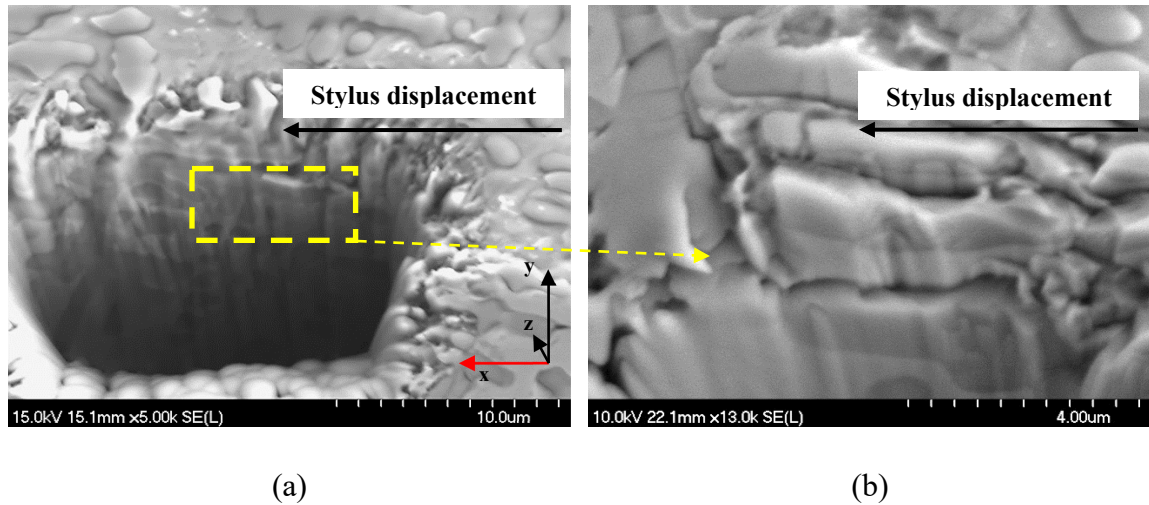 Stylus displacement
y
z
x
15.0kV 15.1mm x5.00k SE(L) 10.0um
(a)
Stylus displacement
10.0kV 22.1mm x13.0k SE(L) 4.00um
(b)